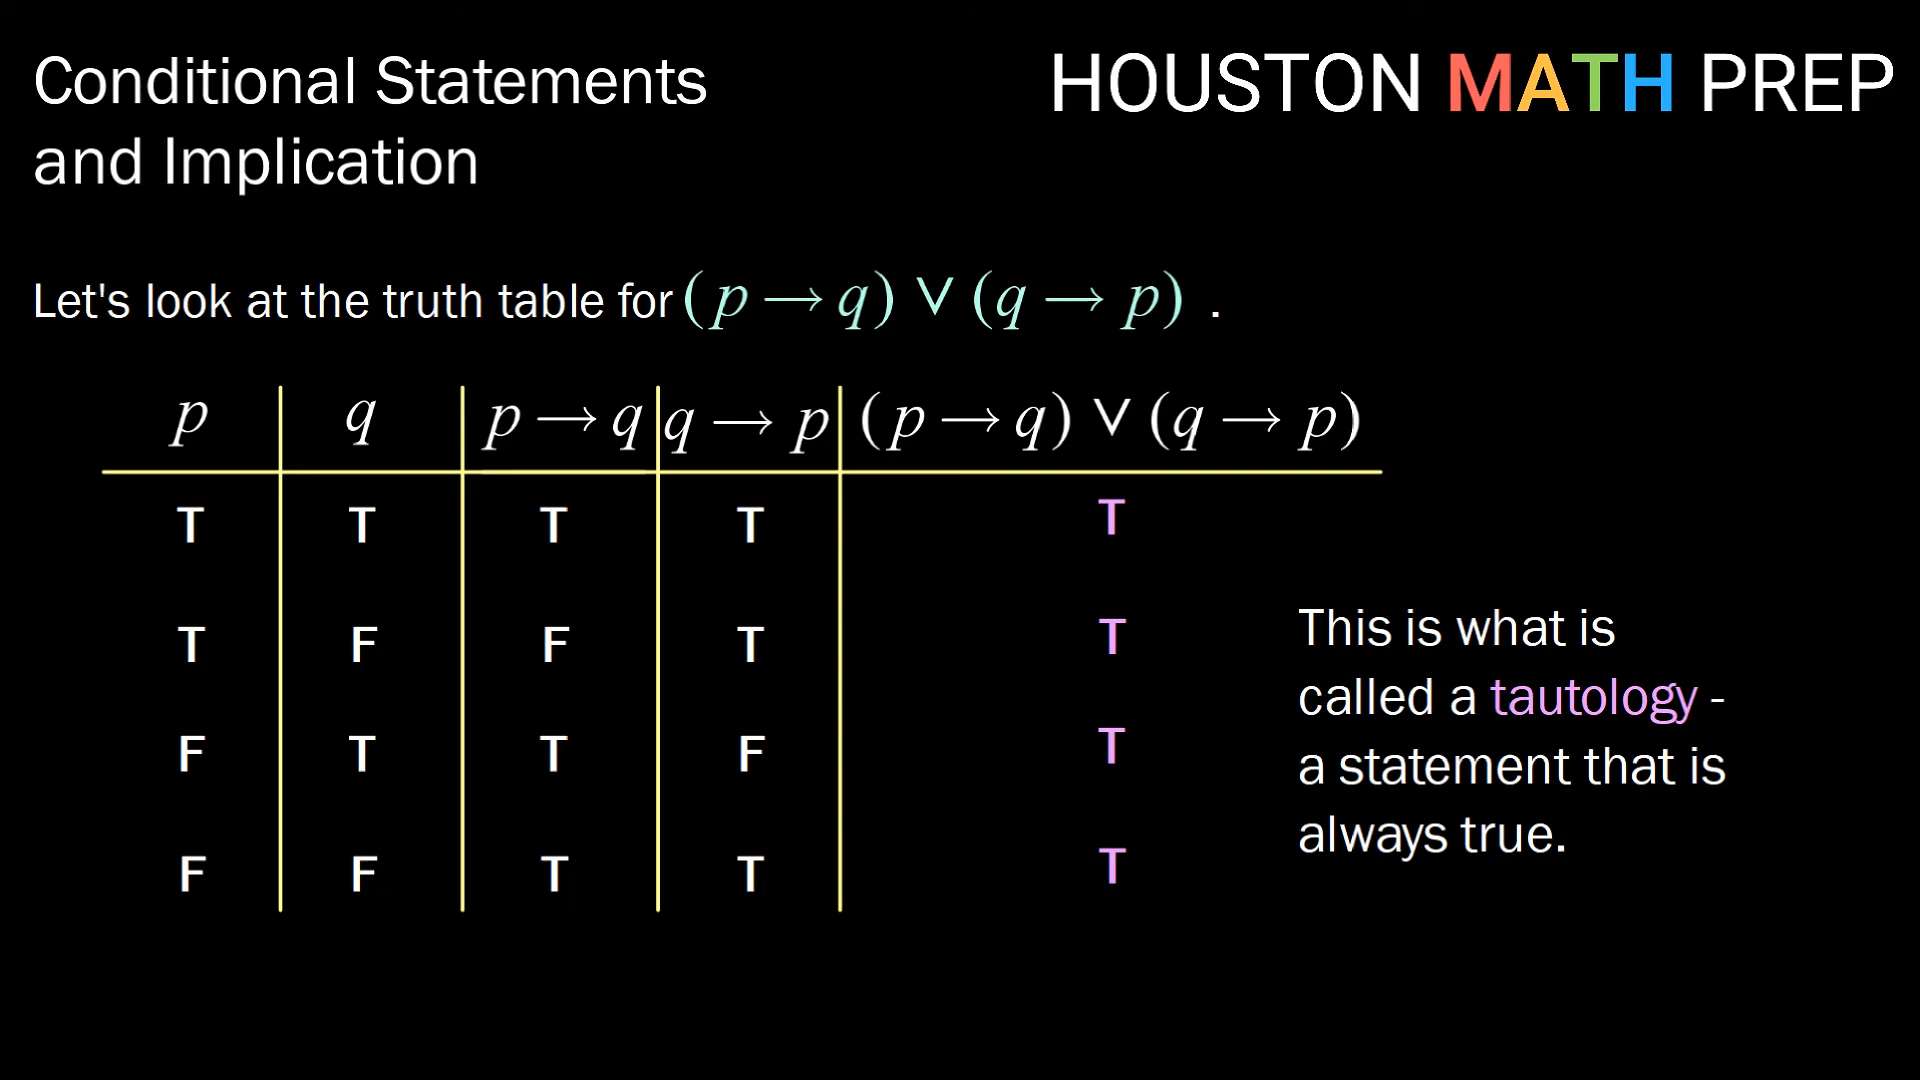 Conditional Statements
and Implication
HOUSTON MATH PREP
Let's look at the truth table for (p → q) ∨ (q → p) .
p q p → q q → p (p → q) ∨ (q → p)
T T T T T
T F F T T
F T T F T
F F T T T
This is what is
called a tautology -
a statement that is
always true.